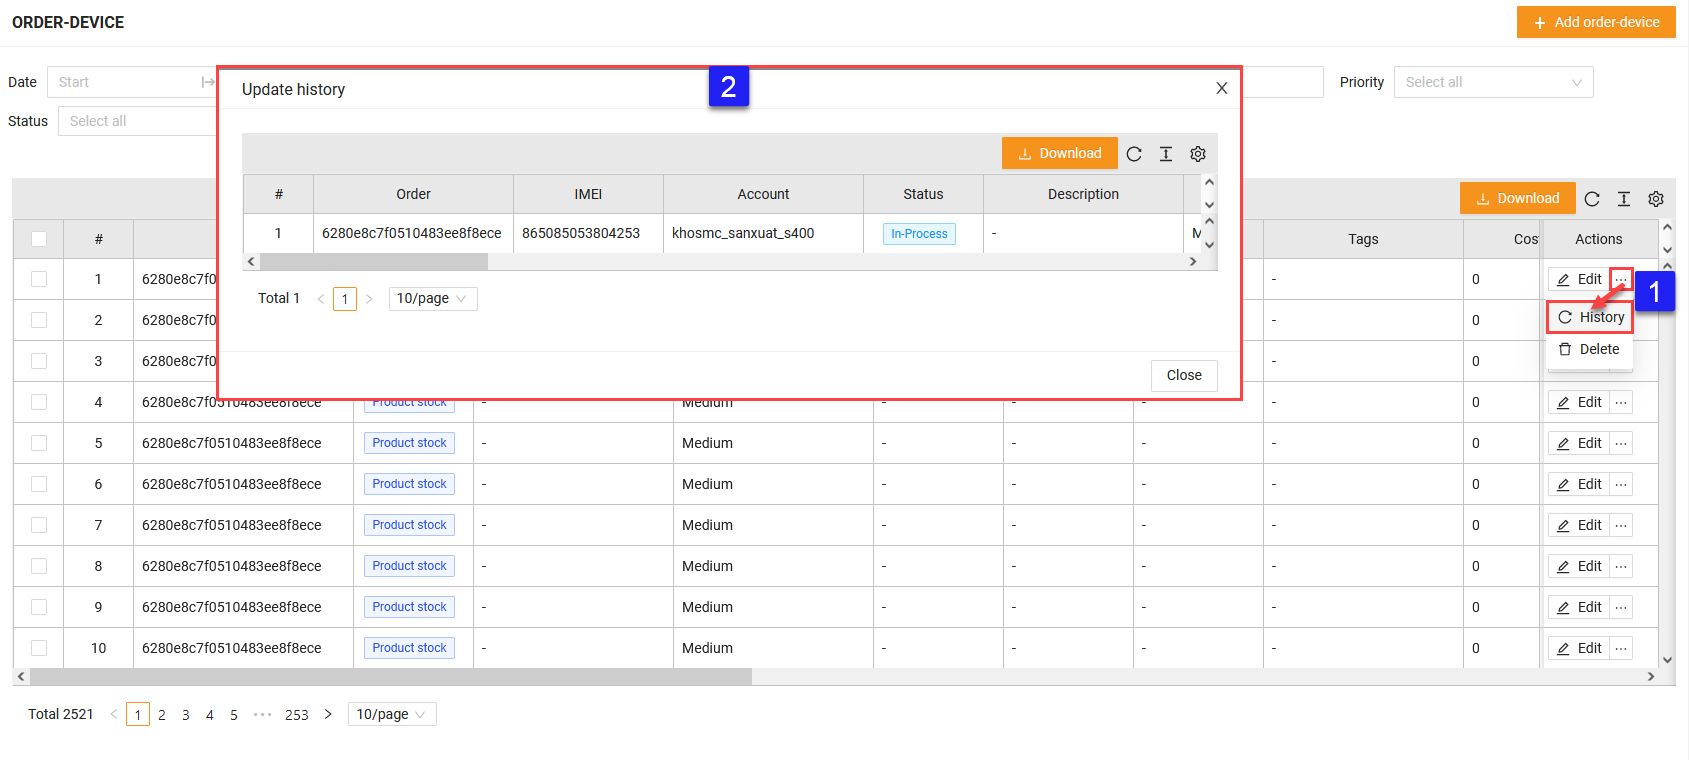 ORDER-DEVICE
Add order-device
Date Start Priority Select all
Status Select all
Update history
2
Download
# Order IMEI Account Status Description
1 6280e8c7f0510483ee8f8ece 865085053804253 khosmc_sanxuat_s400 In-Process -
Total 1 1 10/page
Close
Download
# Tags Cos Actions
1 6280e8c7f05 - 0 Edit ...
1
History
Delete
2 6280e8c7f05 - 0
3 6280e8c7f05 - 0
4 6280e8c7f0510483ee8f8ece Product stock - Medium - - - - 0 Edit ...
5 6280e8c7f0510483ee8f8ece Product stock - Medium - - - - 0 Edit ...
6 6280e8c7f0510483ee8f8ece Product stock - Medium - - - - 0 Edit ...
7 6280e8c7f0510483ee8f8ece Product stock - Medium - - - - 0 Edit ...
8 6280e8c7f0510483ee8f8ece Product stock - Medium - - - - 0 Edit ...
9 6280e8c7f0510483ee8f8ece Product stock - Medium - - - - 0 Edit ...
10 6280e8c7f0510483ee8f8ece Product stock - Medium - - - - 0 Edit ...
Total 2521 1 2 3 4 5 ... 253 10/page